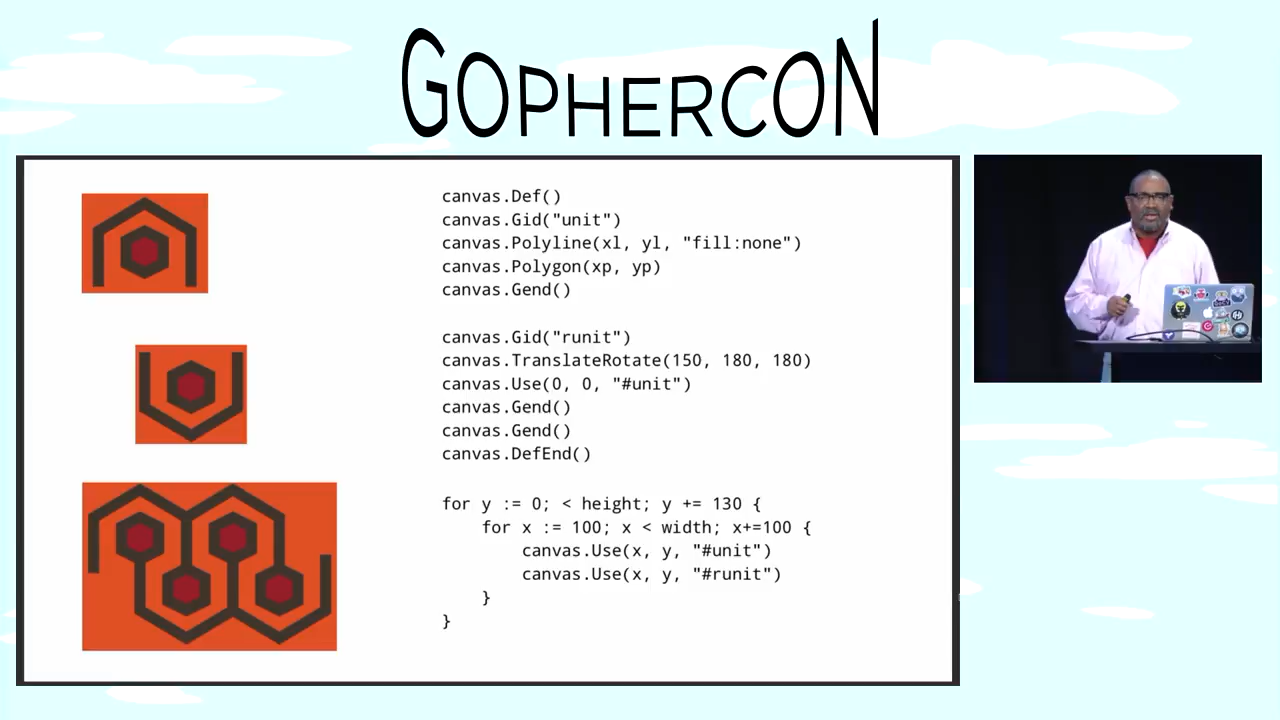 GOPHERCON
canvas.Def()
canvas.Gid("unit")
canvas.Polyline(xl, yl, "fill:none")
canvas.Polygon(xp, yp)
canvas.Gend()
canvas.Gid("runit")
canvas.TranslateRotate(150, 180, 180)
canvas.Use(0, 0, "#unit")
canvas.Gend()
canvas.Gend()
canvas.DefEnd()
for y := 0; < height; y += 130 {
    for x := 100; x < width; x+=100 {
        canvas.Use(x, y, "#unit")
        canvas.Use(x, y, "#runit")
    }
}